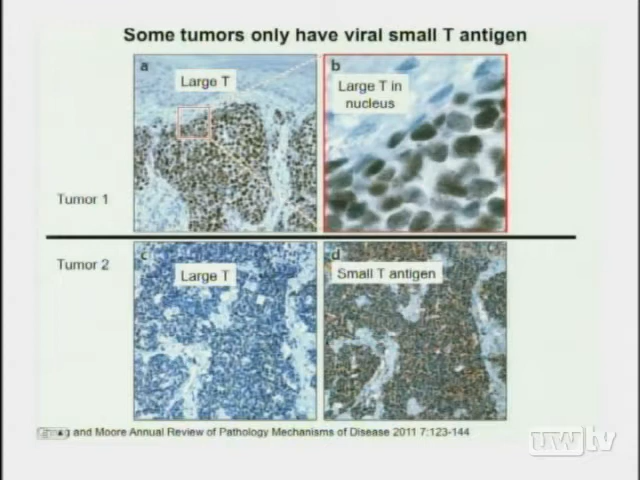 Some tumors only have viral small T antigen
a
Large T
b
Large T in
nucleus
Tumor 1
Tumor 2
c
Large T
d
Small T antigen
and Moore Annual Review of Pathology Mechanisms of Disease 2011 7:123-144
uwtv